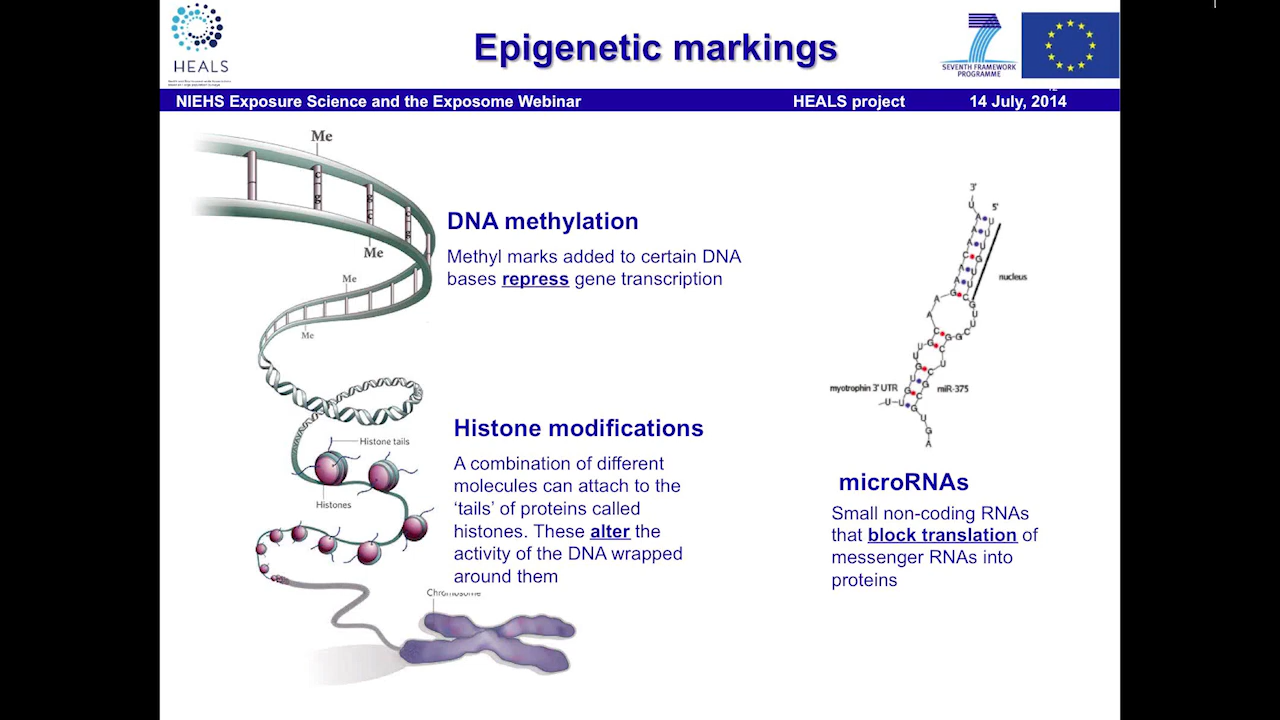 HEALS
Epigenetic markings
SEVENTH FRAMEWORK
PROGRAMME
NIEHS Exposure Science and the Exposome Webinar
HEALS project
14 July, 2014
Me
Me
Me
Me
DNA methylation
Methyl marks added to certain DNA
bases repress gene transcription
Histone tails
Histones
Histone modifications
A combination of different
molecules can attach to the
‘tails’ of proteins called
histones. These alter the
activity of the DNA wrapped
around them
Chromosome
3'
5'
nucleus
myotrophin 3' UTR
miR-375
microRNAs
Small non-coding RNAs
that block translation of
messenger RNAs into
proteins